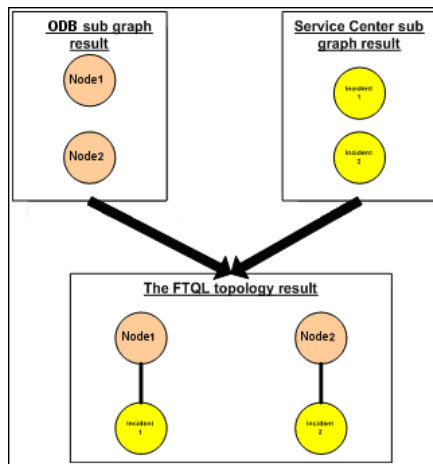 ODB sub graph
result
Node1
Node2
Service Center sub
graph result
Incident
1
Incident
2
The FTQL topology result
Node1
Node2
Incident
1
Incident
2